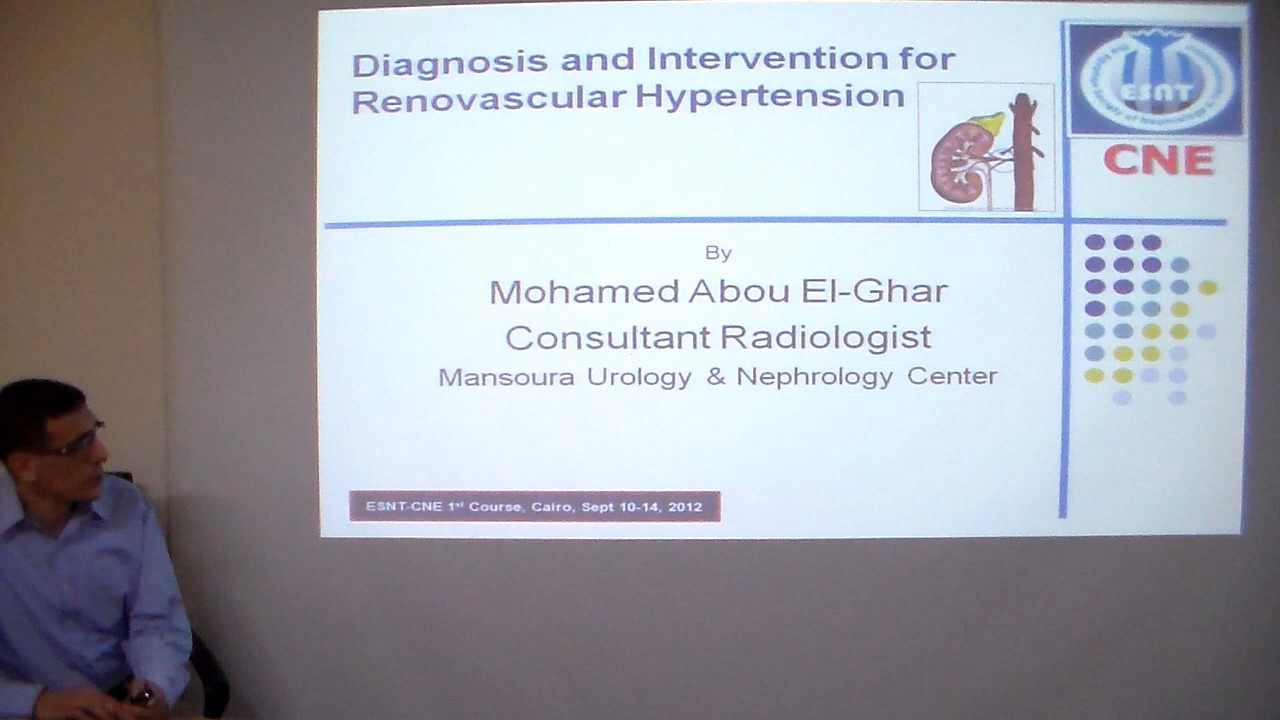 Diagnosis and Intervention for
Renovascular Hypertension
ESNT
CNE
By
Mohamed Abou El-Ghar
Consultant Radiologist
Mansoura Urology & Nephrology Center
ESNT-CNE 1st Course, Cairo, Sept 10-14, 2012